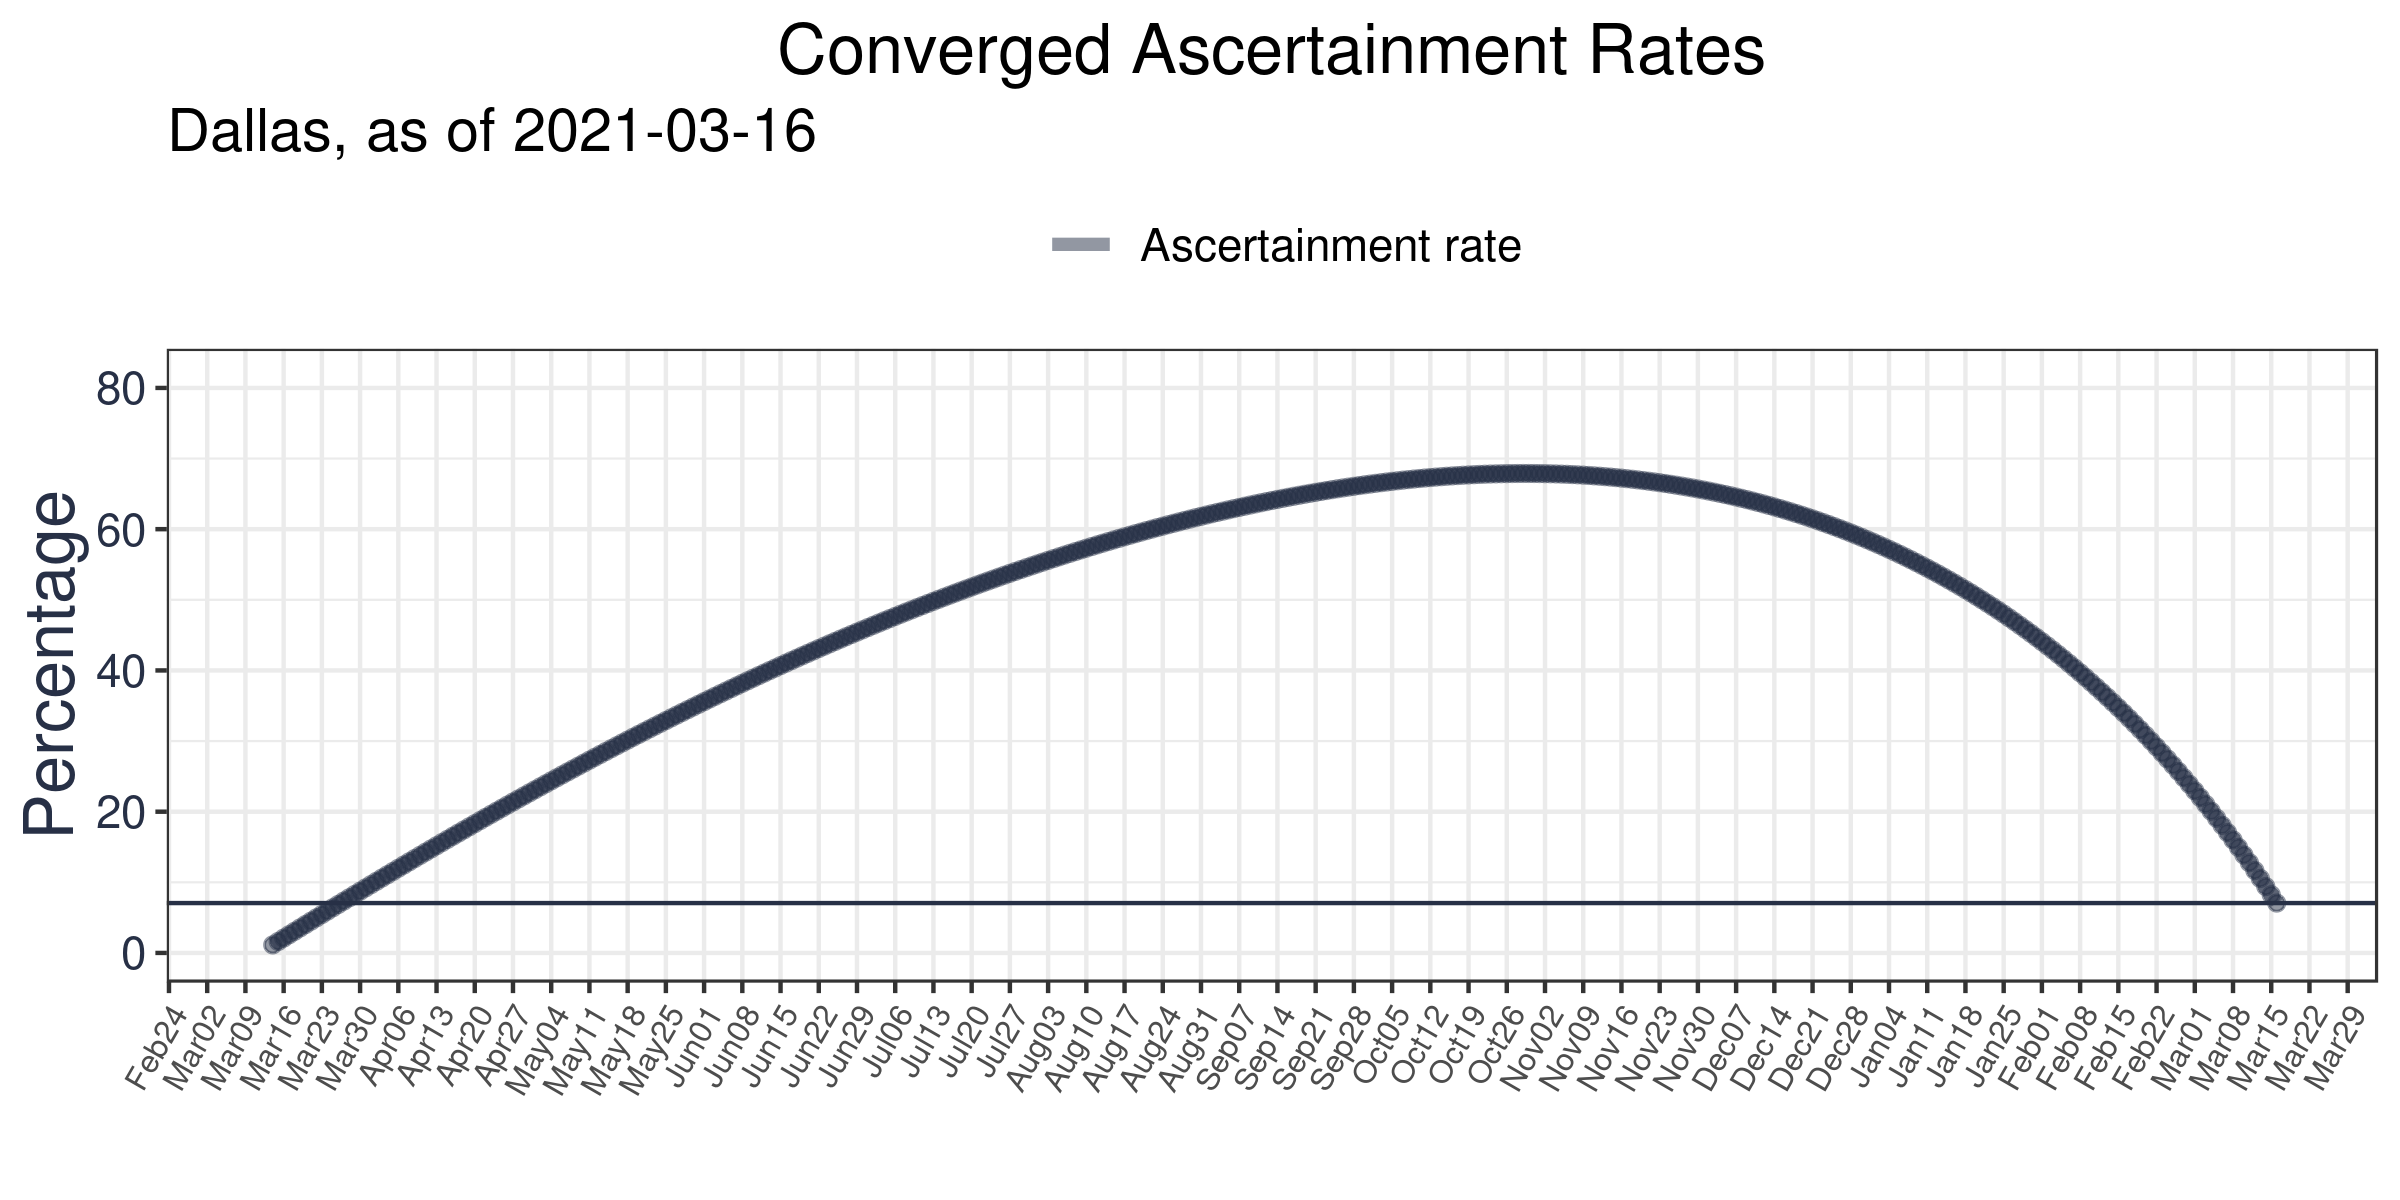 Converged Ascertainment Rates
Dallas, as of 2021-03-16
Ascertainment rate
Percentage
80
60
40
20
0
Feb24
Mar02
Mar09
Mar16
Mar23
Mar30
Apr06
Apr13
Apr20
Apr27
May04
May11
May18
May25
Jun01
Jun08
Jun15
Jun22
Jun29
Jul06
Jul13
Jul20
Jul27
Aug03
Aug10
Aug17
Aug24
Aug31
Sep07
Sep14
Sep21
Sep28
Oct05
Oct12
Oct19
Oct26
Nov02
Nov09
Nov16
Nov23
Nov30
Dec07
Dec14
Dec21
Dec28
Jan04
Jan11
Jan18
Jan25
Feb01
Feb08
Feb15
Feb22
Mar01
Mar08
Mar15
Mar22
Mar29